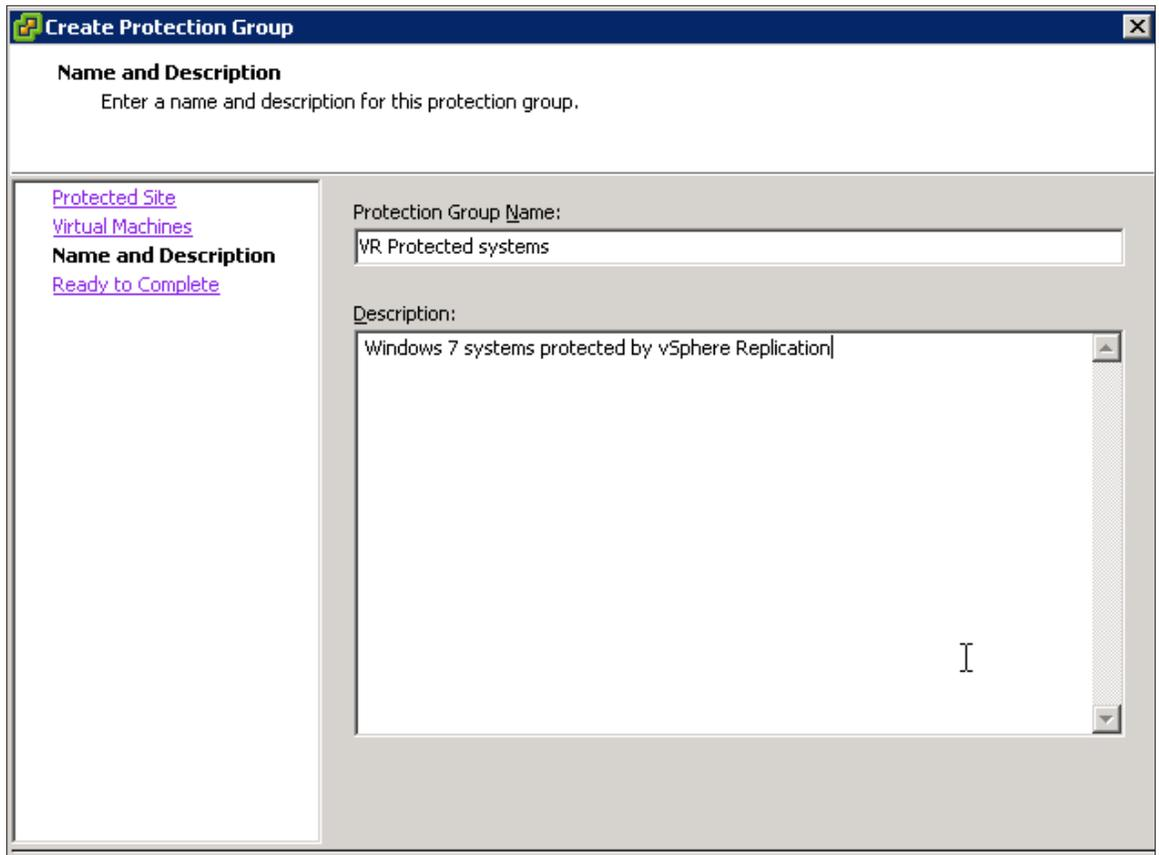 Create Protection Group
Name and Description
Enter a name and description for this protection group.
Protected Site
Virtual Machines
Name and Description
Ready to Complete
Protection Group Name:
VR Protected systems
Description:
Windows 7 systems protected by vSphere Replication